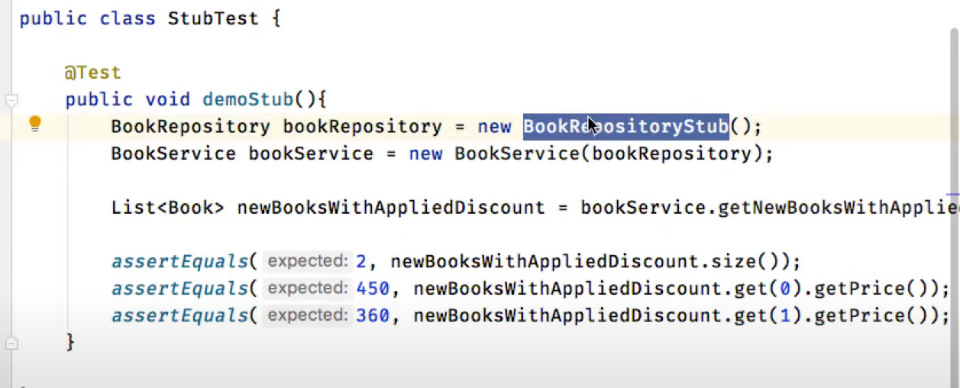 public class StubTest {
@Test
public void demoStub(){
BookRepository bookRepository = new BookRepositoryStub();
BookService bookService = new BookService(bookRepository);
List<Book> newBooksWithAppliedDiscount = bookService.getNewBooksWithApplie
assertEquals( expected: 2, newBooksWithAppliedDiscount.size());
assertEquals( expected: 450, newBooksWithAppliedDiscount.get(0).getPrice());
assertEquals( expected: 360, newBooksWithAppliedDiscount.get(1).getPrice());
}